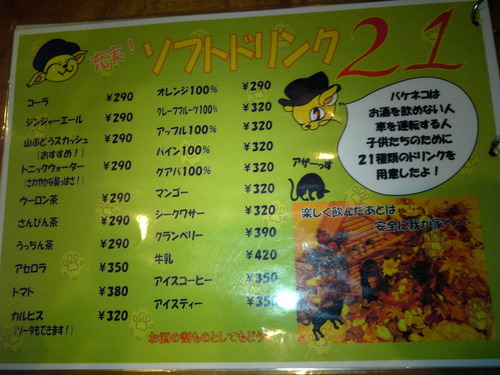 充実！
ソフトドリンク21
コーラ ¥290
ジンジャーエール ¥290
山ぶどうスカッシュ ¥290
（おすすめ！）
トニックウォーター ¥290
（さわやかな苦っぽさ！）
ウーロン茶 ¥290
さんぴん茶 ¥290
うっちん茶 ¥290
アセロラ ¥350
トマト ¥380
カルピス ¥320
（ソーダもできます！）
オレンジ100% ¥290
グレープフルーツ100% ¥320
アップル100% ¥320
パイン100% ¥320
クアバ100% ¥320
マンゴー ¥320
シークワサー ¥320
クランベリー ¥390
牛乳 ¥420
アイスコーヒー ¥350
アイスティー ¥350
お酒の割ものとしてもどう
バケネコは
お酒を飲めない人
車を運転する人
子供たちのために
21種類のドリンクを
用意したよ！
アザーっす
楽しく飲んだあとは
安全に我が家へ・・・